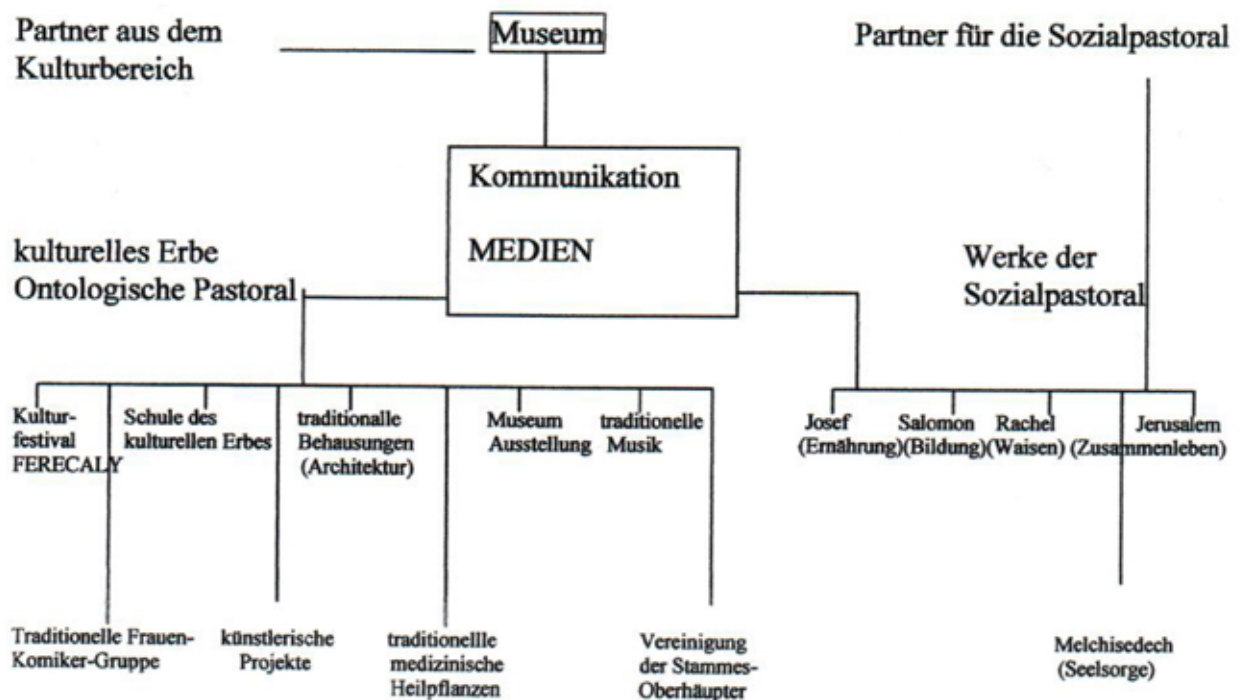 Partner aus dem
Kulturbereich
Museum
Partner für die Sozialpastoral
Kommunikation
MEDIEN
kulturelles Erbe
Ontologische Pastoral
Werke der
Sozialpastoral
Kultur-
festival
FERECALY
Schule des
kulturellen Erbes
traditionalle
Behausungen
(Architektur)
Museum
Ausstellung
traditionelle
Musik
Josef
(Ernährung)
Salomon
(Bildung)
Rachel
(Waisen)
Jerusalem
(Zusammenleben)
Traditionelle Frauen-
Komiker-Gruppe
künstlerische
Projekte
traditionellle
medizinische
Heilpflanzen
Vereinigung
der Stammes-
Oberhäupter
Melchisedech
(Seelsorge)